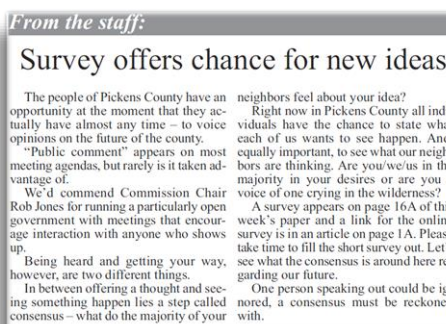 From the staff:
Survey offers chance for new ideas
The people of Pickens County have an
opportunity at the moment that they ac-
tually have almost any time – to voice
opinions on the future of the county.
“Public comment” appears on most
meeting agendas, but rarely is it taken ad-
vantage of.
We’d commend Commission Chair
Rob Jones for running a particularly open
government with meetings that encour-
age interaction with anyone who shows
up.
Being heard and getting your way,
however, are two different things.
In between offering a thought and see-
ing something happen lies a step called
consensus – what do the majority of your
neighbors feel about your idea?
Right now in Pickens County all indi
viduals have the chance to state wha
each of us wants to see happen. And
equally important, to see what our neigh
bors are thinking. Are you/we/us in th
majority in your desires or are you
voice of one crying in the wilderness?
A survey appears on page 16A of thi
week’s paper and a link for the onlin
survey is in an article on page 1A. Pleas
take time to fill the short survey out. Let
see what the consensus is around here re
garding our future.
One person speaking out could be ig
nored, a consensus must be reckone
with.